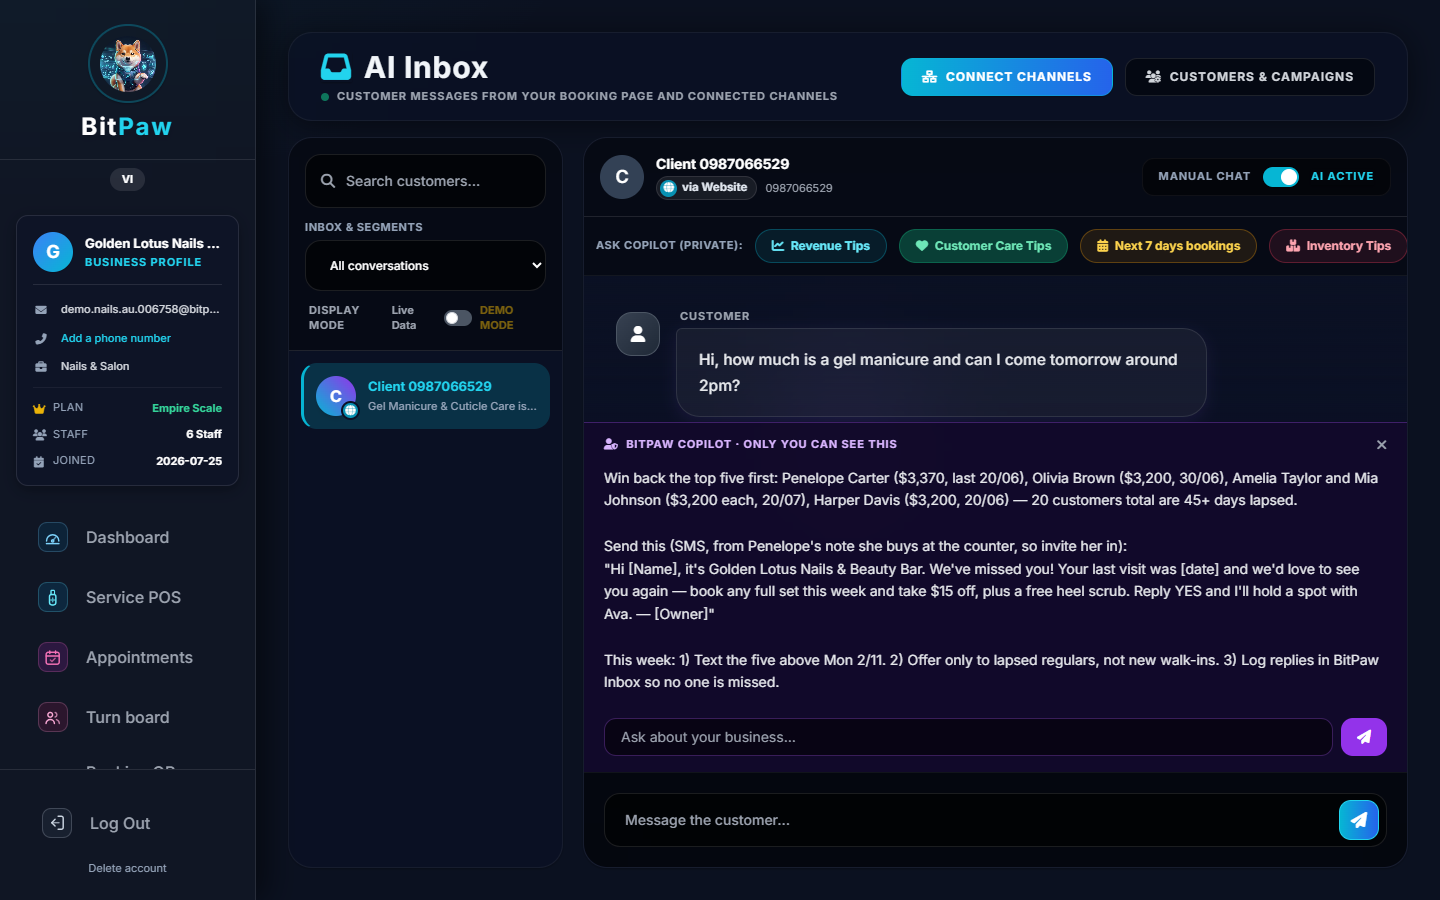 BitPaw
VI
G
Golden Lotus Nails ...
BUSINESS PROFILE
demo.nails.au.006758@bitp...
Add a phone number
Nails & Salon
PLAN
Empire Scale
STAFF
6 Staff
JOINED
2026-07-25
Dashboard
Service POS
Appointments
Turn board
Log Out
Delete account
AI Inbox
CUSTOMER MESSAGES FROM YOUR BOOKING PAGE AND CONNECTED CHANNELS
CONNECT CHANNELS
CUSTOMERS & CAMPAIGNS
Search customers...
INBOX & SEGMENTS
All conversations
DISPLAY MODE
Live Data
DEMO MODE
C
Client 0987066529
Gel Manicure & Cuticle Care is...
C
Client 0987066529
via Website
0987066529
MANUAL CHAT
AI ACTIVE
ASK COPILOT (PRIVATE):
Revenue Tips
Customer Care Tips
Next 7 days bookings
Inventory Tips
CUSTOMER
Hi, how much is a gel manicure and can I come tomorrow around
2pm?
BITPAW COPILOT · ONLY YOU CAN SEE THIS
Win back the top five first: Penelope Carter ($3,370, last 20/06), Olivia Brown ($3,200, 30/06), Amelia Taylor and Mia
Johnson ($3,200 each, 20/07), Harper Davis ($3,200, 20/06) — 20 customers total are 45+ days lapsed.
Send this (SMS, from Penelope's note she buys at the counter, so invite her in):
"Hi [Name], it's Golden Lotus Nails & Beauty Bar. We've missed you! Your last visit was [date] and we'd love to see
you again — book any full set this week and take $15 off, plus a free heel scrub. Reply YES and I'll hold a spot with
Ava. — [Owner]"
This week: 1) Text the five above Mon 2/11. 2) Offer only to lapsed regulars, not new walk-ins. 3) Log replies in BitPaw
Inbox so no one is missed.
Ask about your business...
Message the customer...